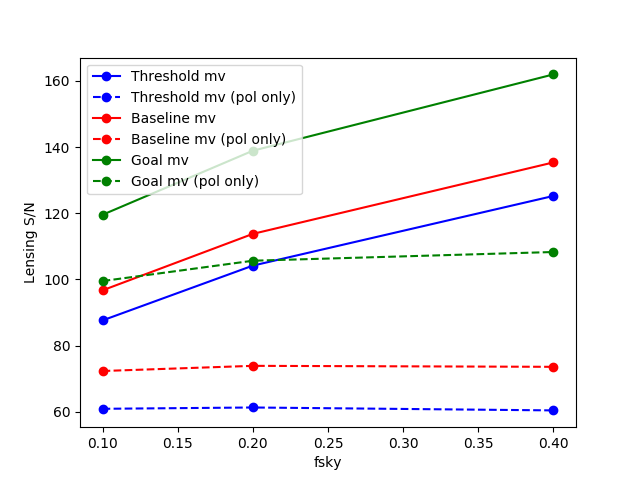 Threshold mv
Threshold mv (pol only)
Baseline mv
Baseline mv (pol only)
Goal mv
Goal mv (pol only)
160
140
120
100
80
60
Lensing S/N
0.10 0.15 0.20 0.25 0.30 0.35 0.40
fsky